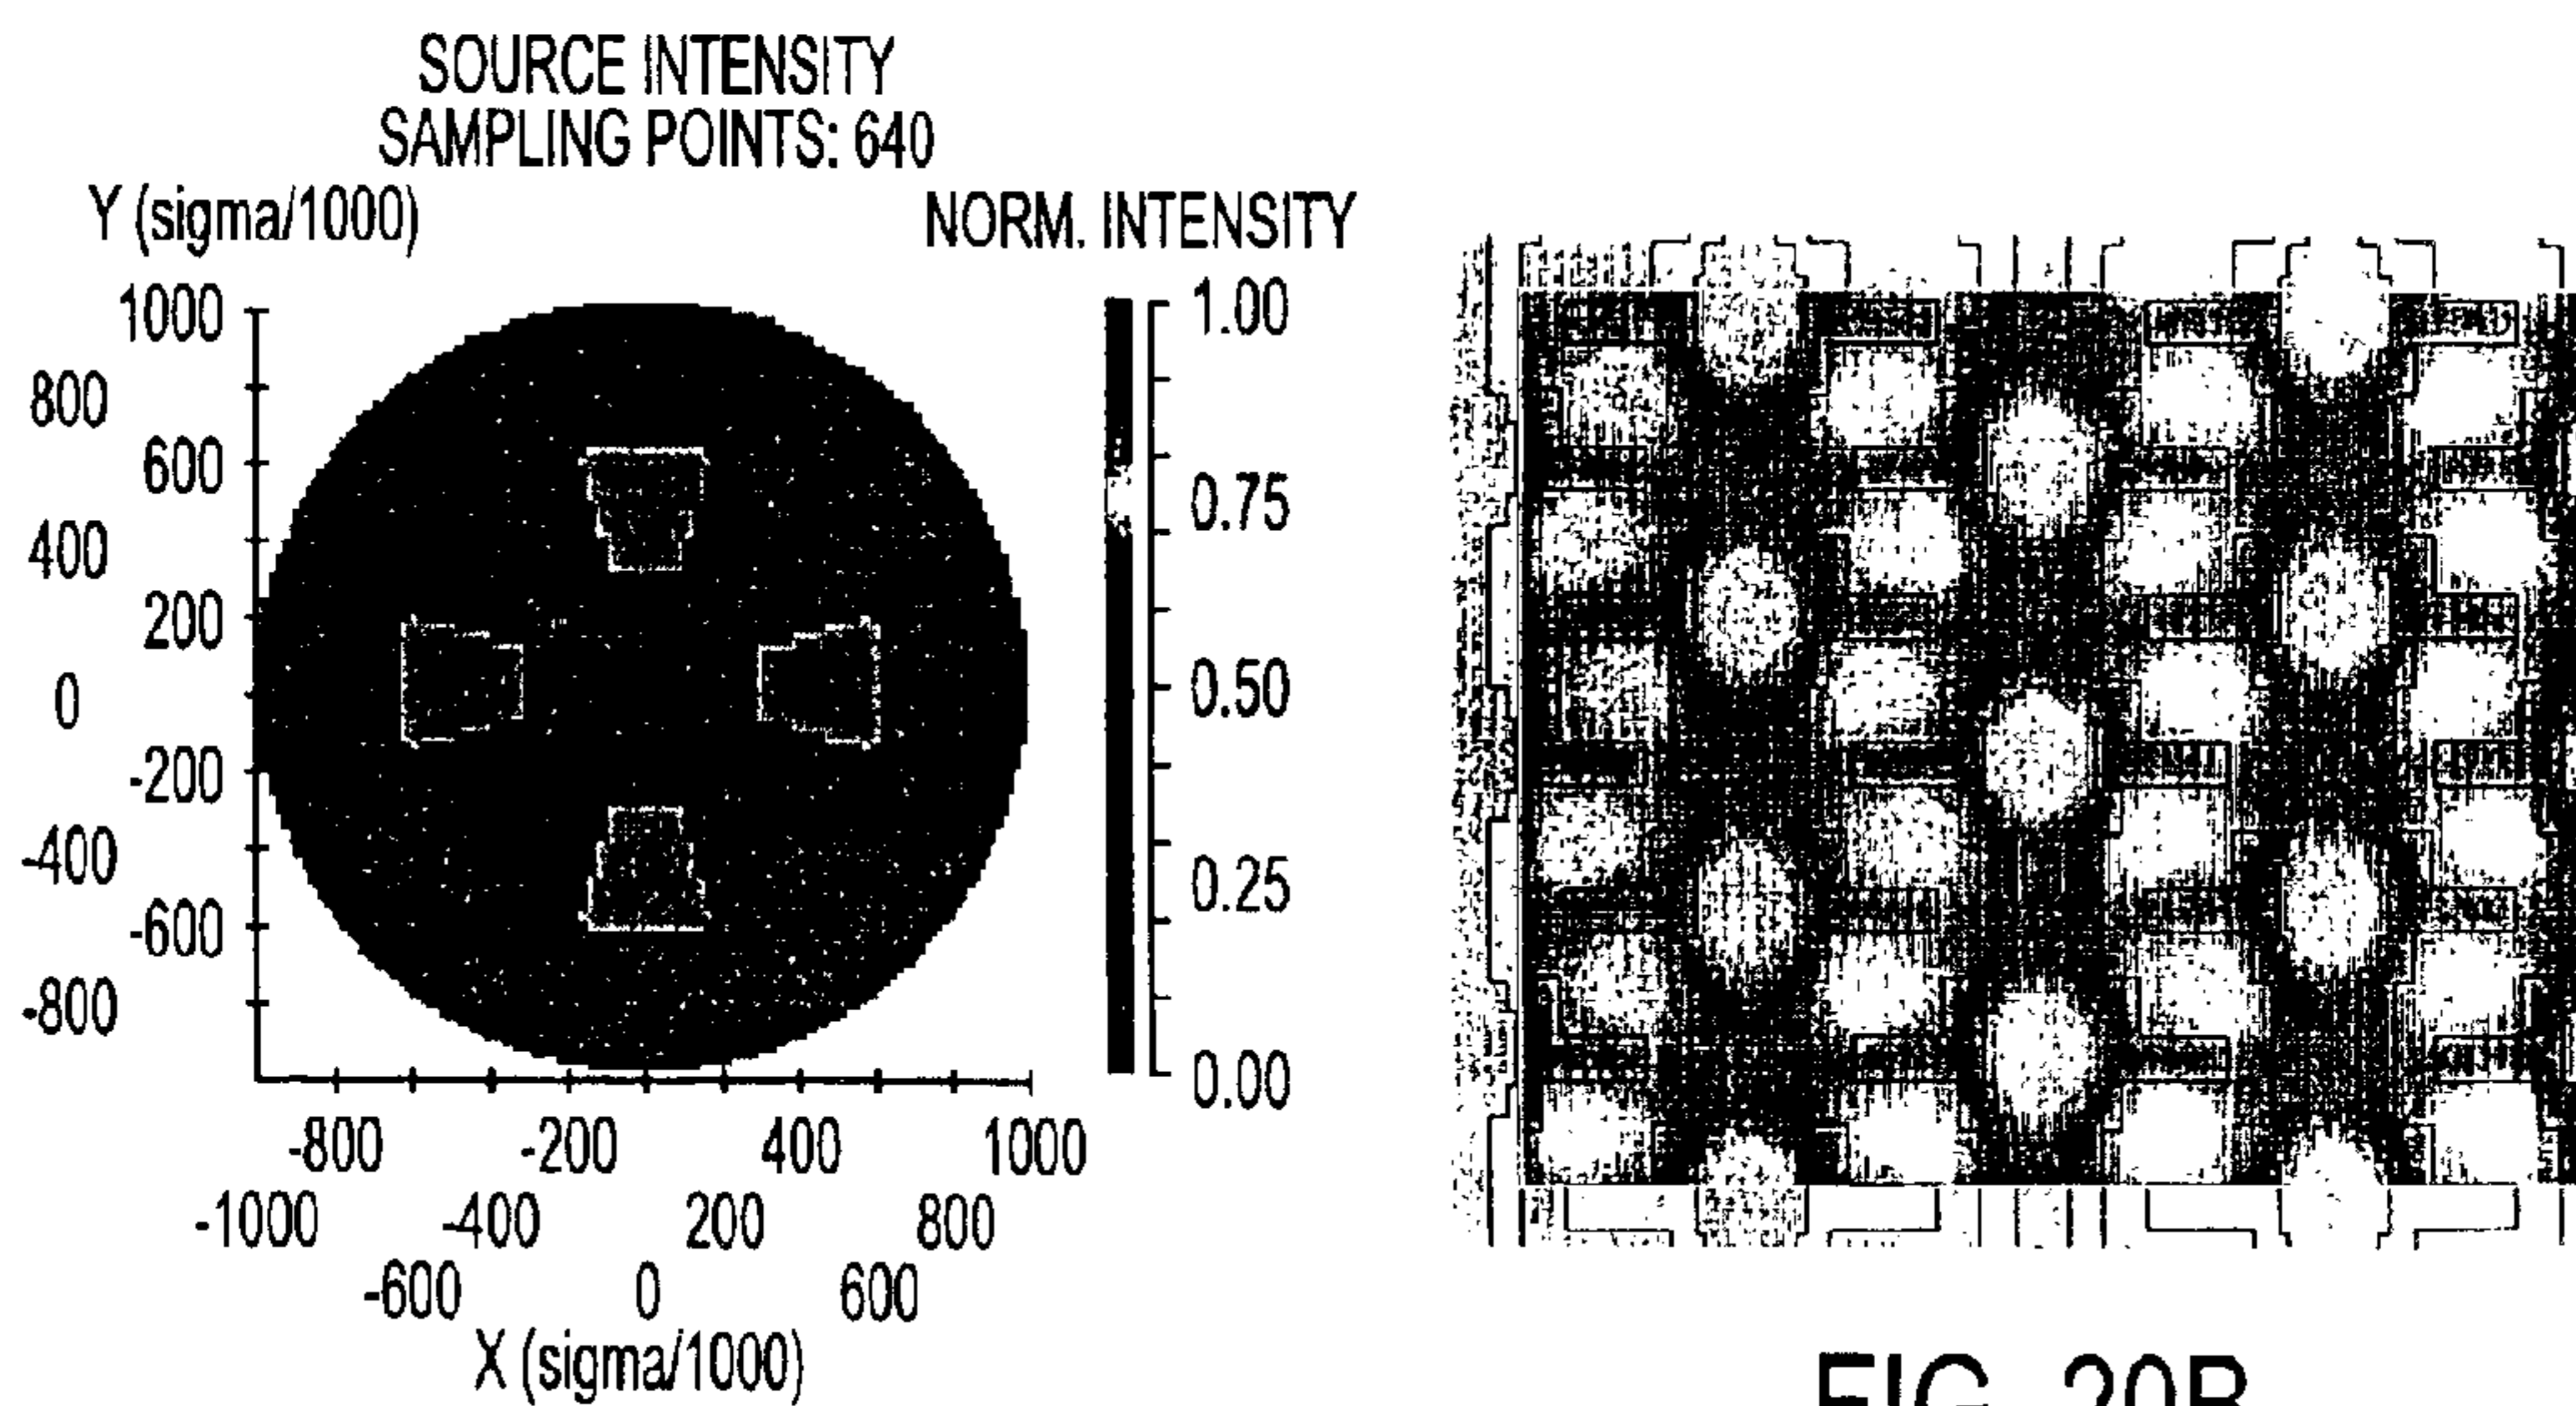 SOURCE INTENSITY
SAMPLING POINTS: 640
Y (sigma/1000)
NORM. INTENSITY
1000
800
600
400
200
0
-200
-400
-600
-800
1.00
0.75
0.50
0.25
0.00
-800 -200 400 1000
-1000 -400 200 800
-600 0 600
X (sigma/1000)
FIG. 20B